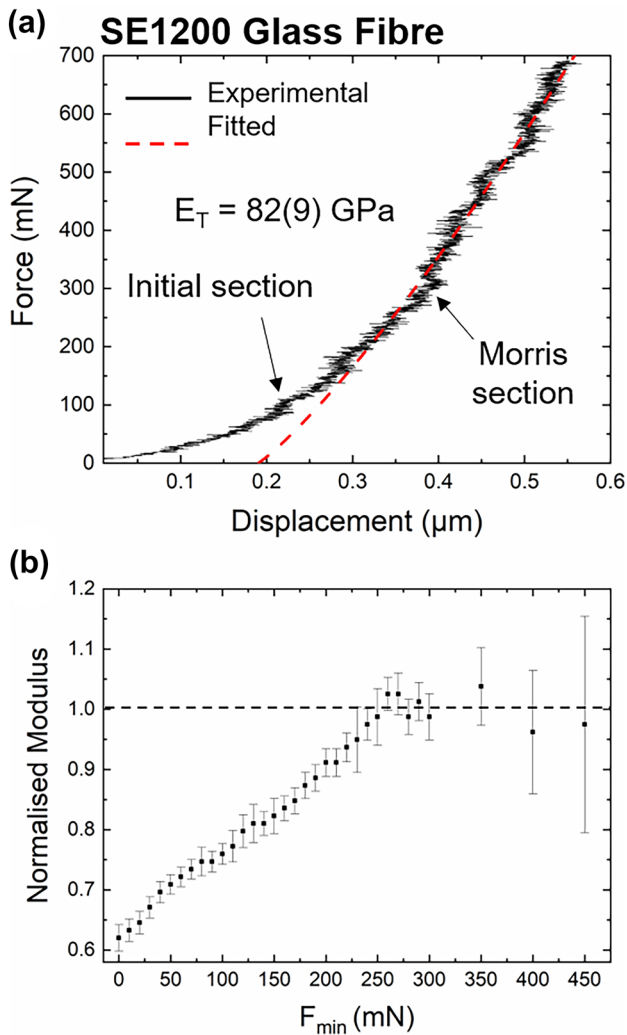 (a)
SE1200 Glass Fibre
700
600
500
400
300
200
100
0
Force (mN)
Experimental
Fitted
E_T = 82(9) GPa
Initial section
Morris
section
0.1
0.2
0.3
0.4
0.5
0.6
Displacement (μm)
(b)
1.2
1.1
1.0
0.9
0.8
0.7
0.6
Normalised Modulus
0
50
100
150
200
250
300
350
400
450
F_min (mN)